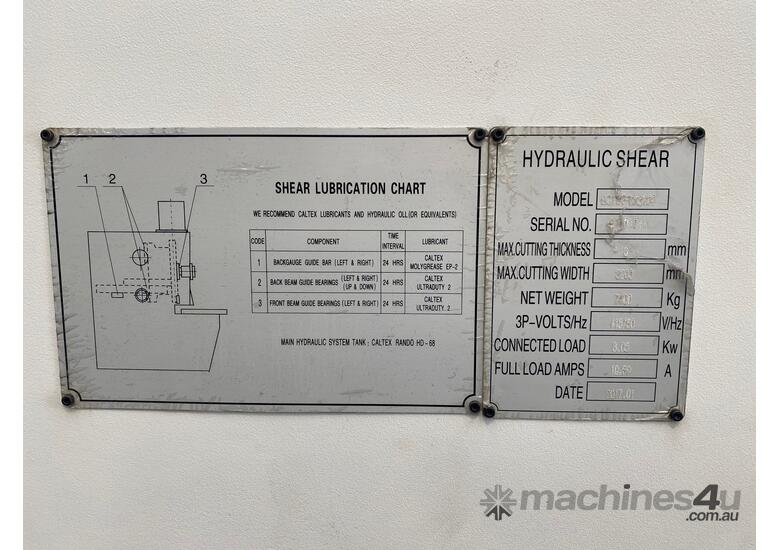 1 2 3
SHEAR LUBRICATION CHART
WE RECOMMEND CALTEX LUBRICANTS AND HYDRAULIC OLL(OR EQUIVALENTS)
CODE COMPONENT TIME INTERVAL LUBRICANT
1 BACKGAUGE GUIDE BAR (LEFT & RIGHT) 24 HRS CALTEX MOLYGREASE EP-2
2 BACK BEAM GUIDE BEARINGS (LEFT & RIGHT) (UP & DOWN) 24 HRS CALTEX ULTRADUTY 2
3 FRONT BEAM GUIDE BEARINGS (LEFT & RIGHT) 24 HRS CALTEX ULTRADUTY 2
MAIN HYDRAULIC SYSTEM TANK: CALTEX RANDO HD-68
HYDRAULIC SHEAR
MODEL
SERIAL NO.
MAX.CUTTING THICKNESS mm
MAX.CUTTING WIDTH mm
NET WEIGHT Kg
3P-VOLTS/Hz 415/50 V/Hz
CONNECTED LOAD Kw
FULL LOAD AMPS A
DATE 2017.01
machines4u
.com.au